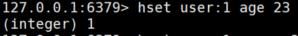 127.0.0.1:6379> hset user:1 age 23
(integer) 1